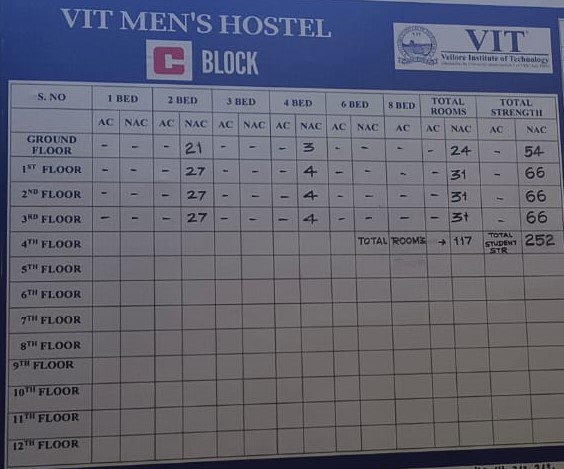 VIT MEN'S HOSTEL
C BLOCK
VIT
Vellore Institute of Technology
S. NO 1 BED 2 BED 3 BED 4 BED 6 BED 8 BED TOTAL ROOMS TOTAL STRENGTH
AC NAC AC NAC AC NAC AC NAC AC NAC AC AC NAC AC NAC
GROUND FLOOR - - - 21 - - - 3 - - - - 24 - 54
1ST FLOOR - - - 27 - - - 4 - - - - 31 - 66
2ND FLOOR - - - 27 - - - 4 - - - - 31 - 66
3RD FLOOR - - - 27 - - - 4 - - - - 31 - 66
4TH FLOOR TOTAL ROOMS → 117 TOTAL STUDENT STR 252
5TH FLOOR
6TH FLOOR
7TH FLOOR
8TH FLOOR
9TH FLOOR
10TH FLOOR
11TH FLOOR
12TH FLOOR